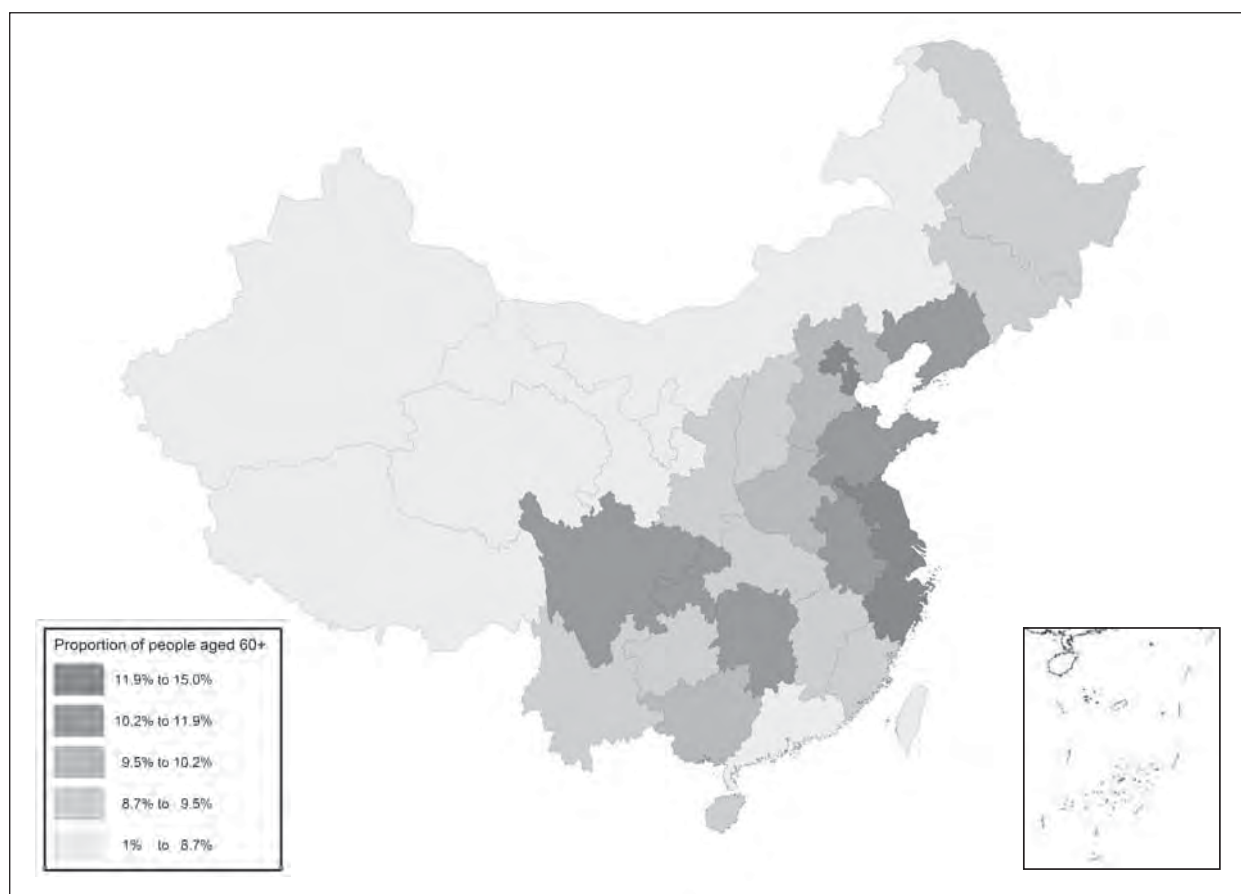 Proportion of people aged 60+
11.9% to 15.0%
10.2% to 11.9%
9.5% to 10.2%
8.7% to 9.5%
1% to 8.7%